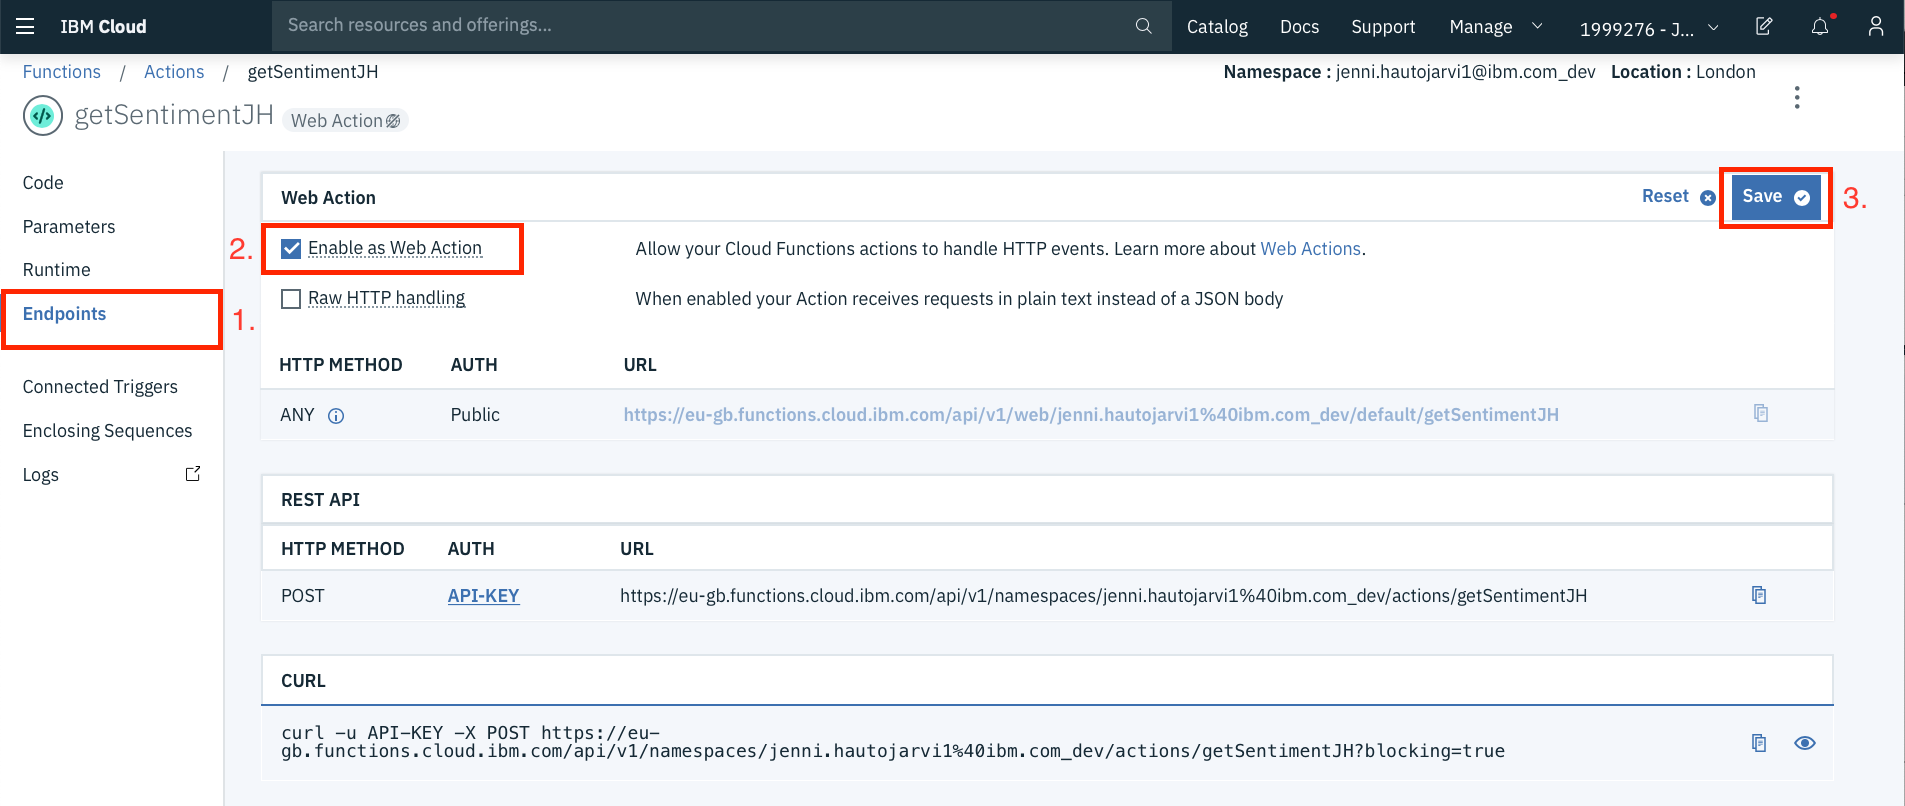 IBM Cloud
Search resources and offerings...
Catalog
Docs
Support
Manage
1999276 - J...
Functions / Actions / getSentimentJH
Namespace : jenni.hautojarvi1@ibm.com_dev Location : London
getSentimentJH
Web Action
Code
Parameters
Runtime
Endpoints
1.
Connected Triggers
Enclosing Sequences
Logs
Web Action
Reset
Save
3.
2.
Enable as Web Action
Allow your Cloud Functions actions to handle HTTP events. Learn more about Web Actions.
Raw HTTP handling
When enabled your Action receives requests in plain text instead of a JSON body
HTTP METHOD AUTH URL
ANY Public https://eu-gb.functions.cloud.ibm.com/api/v1/web/jenni.hautojarvi1%40ibm.com_dev/default/getSentimentJH
REST API
HTTP METHOD AUTH URL
POST API-KEY https://eu-gb.functions.cloud.ibm.com/api/v1/namespaces/jenni.hautojarvi1%40ibm.com_dev/actions/getSentimentJH
CURL
curl -u API-KEY -X POST https://eu-
gb.functions.cloud.ibm.com/api/v1/namespaces/jenni.hautojarvi1%40ibm.com_dev/actions/getSentimentJH?blocking=true